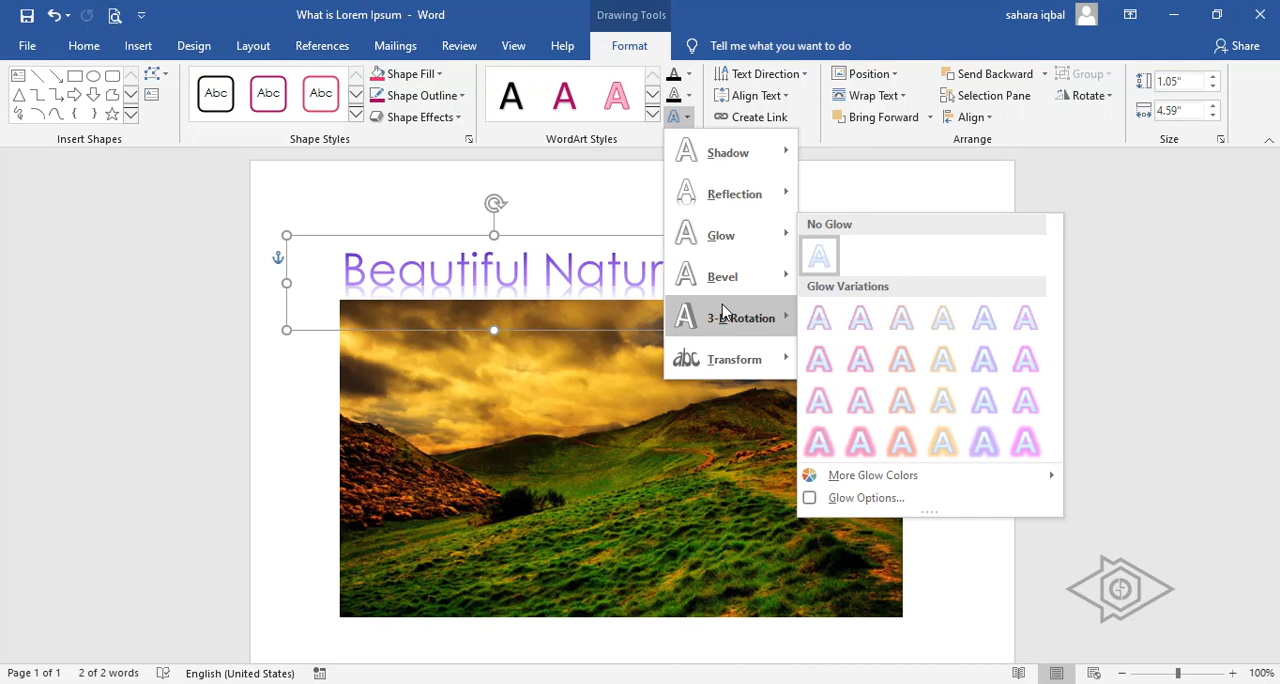 What is Lorem Ipsum - Word
Drawing Tools
sahara iqbal
File Home Insert Design Layout References Mailings Review View Help Format Tell me what you want to do Share
Abc Abc Abc
Shape Fill
Shape Outline
Shape Effects
A A A
Text Direction
Align Text
Create Link
Position
Wrap Text
Bring Forward
Send Backward
Selection Pane
Align
Group
Rotate
1.05"
4.59"
Insert Shapes Shape Styles WordArt Styles Arrange Size
Shadow
Reflection
Glow
Bevel
3-D Rotation
abc Transform
No Glow
Glow Variations
More Glow Colors
Glow Options...
Beautiful Natur
Page 1 of 1 2 of 2 words English (United States) 100%